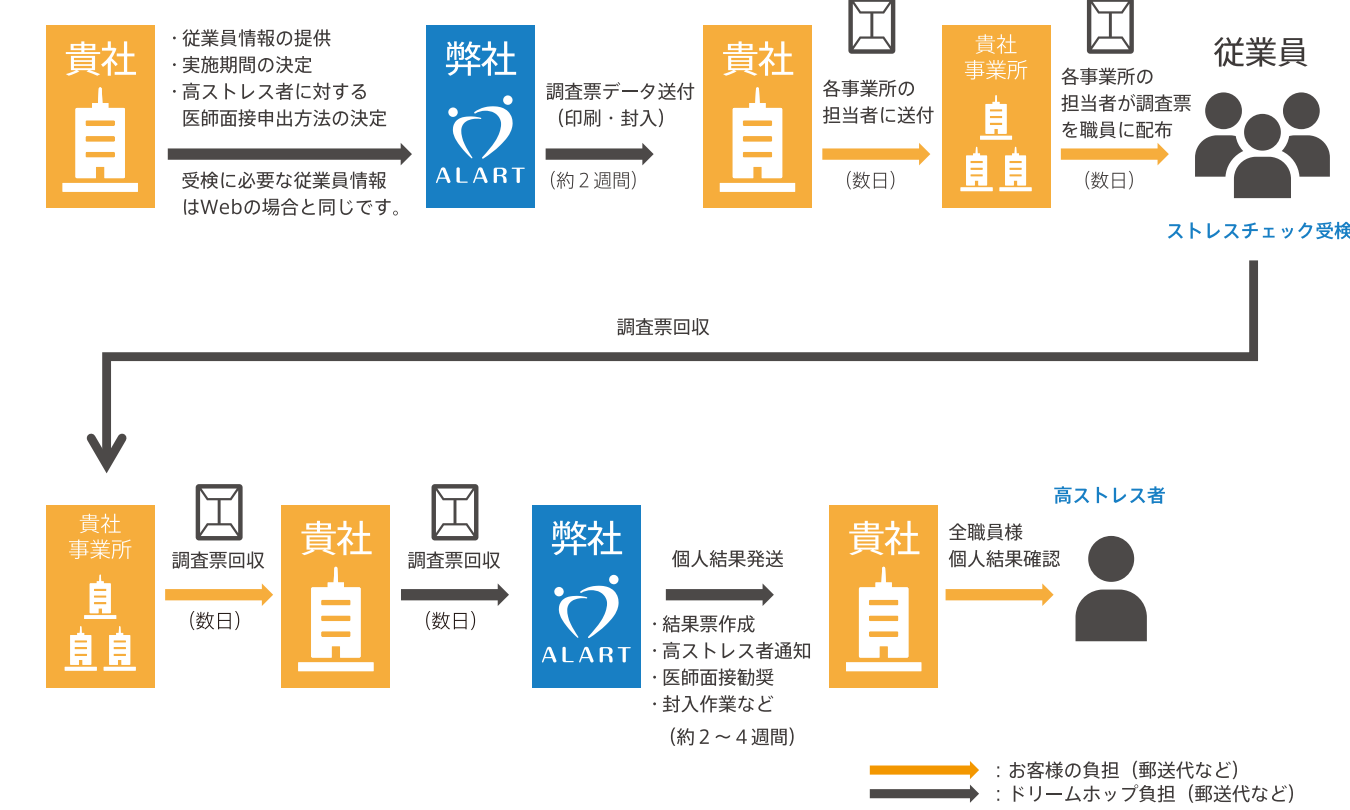 貴社
・従業員情報の提供
・実施期間の決定
・高ストレス者に対する
医師面接申出方法の決定
受検に必要な従業員情報
はWebの場合と同じです。
弊社
ALART
調査票データ送付
（印刷・封入）
（約２週間）
貴社
各事業所の
担当者に送付
（数日）
貴社
事業所
各事業所の
担当者が調査票
を職員に配布
（数日）
従業員
ストレスチェック受検
調査票回収
貴社
事業所
調査票回収
（数日）
貴社
調査票回収
（数日）
弊社
ALART
個人結果発送
・結果票作成
・高ストレス者通知
・医師面接勧奨
・封入作業など
（約２～４週間）
貴社
全職員様
個人結果確認
高ストレス者
：お客様の負担（郵送代など）
：ドリームホップ負担（郵送代など）